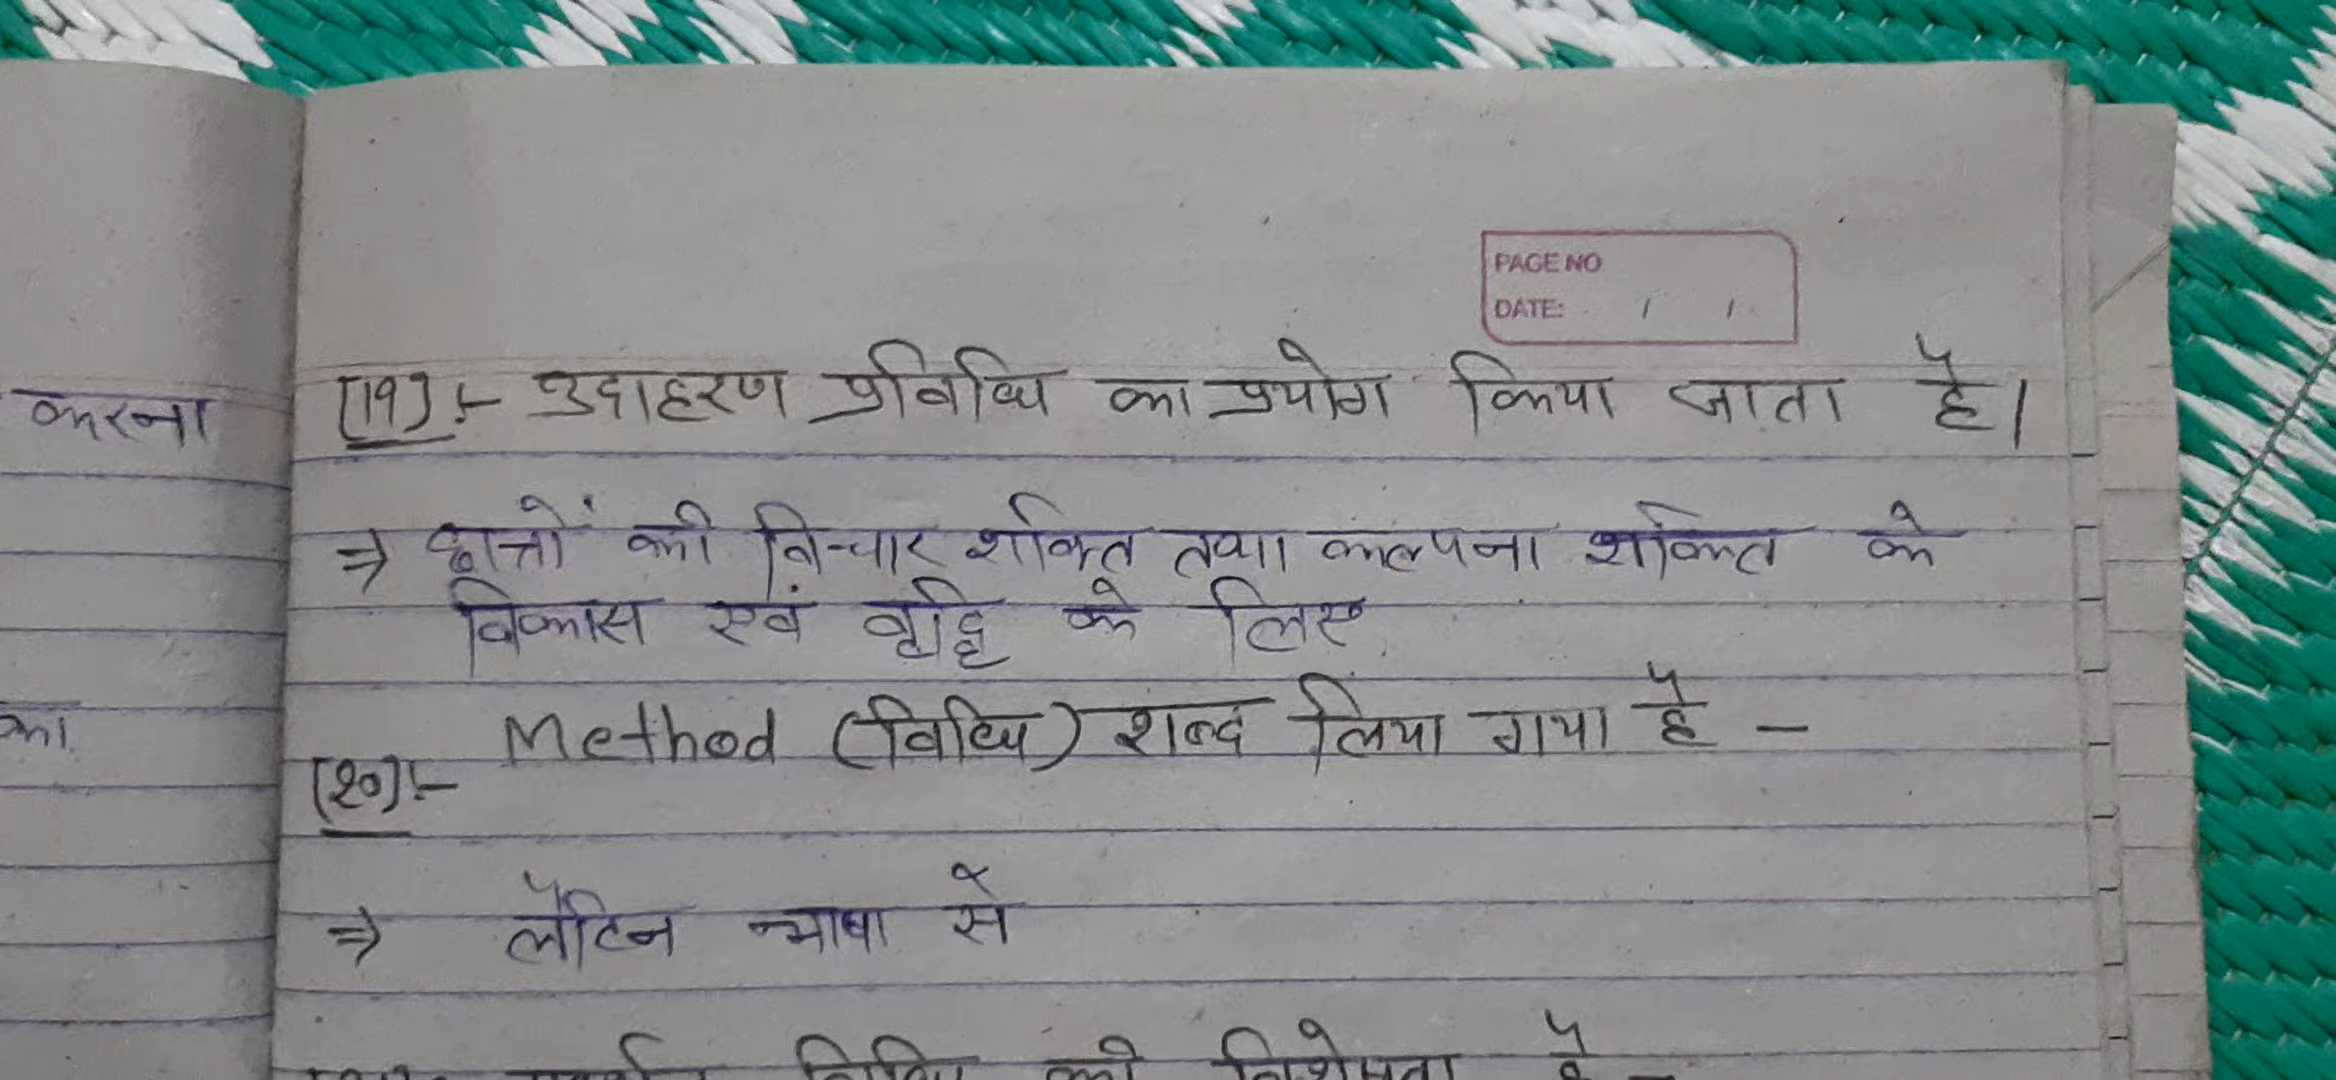 PAGE NO
DATE: / /
करना
[19]:- उदाहरण प्रविधि का प्रयोग किया जाता है।
⇒ छात्रों की विचार शक्ति तथा कल्पना शक्ति के
विकास एवं वृद्धि के लिए
का
Method (विधि) शब्द लिया गया है -
[20]:-
⇒ लैटिन भाषा से
विधि की विशेषता है -